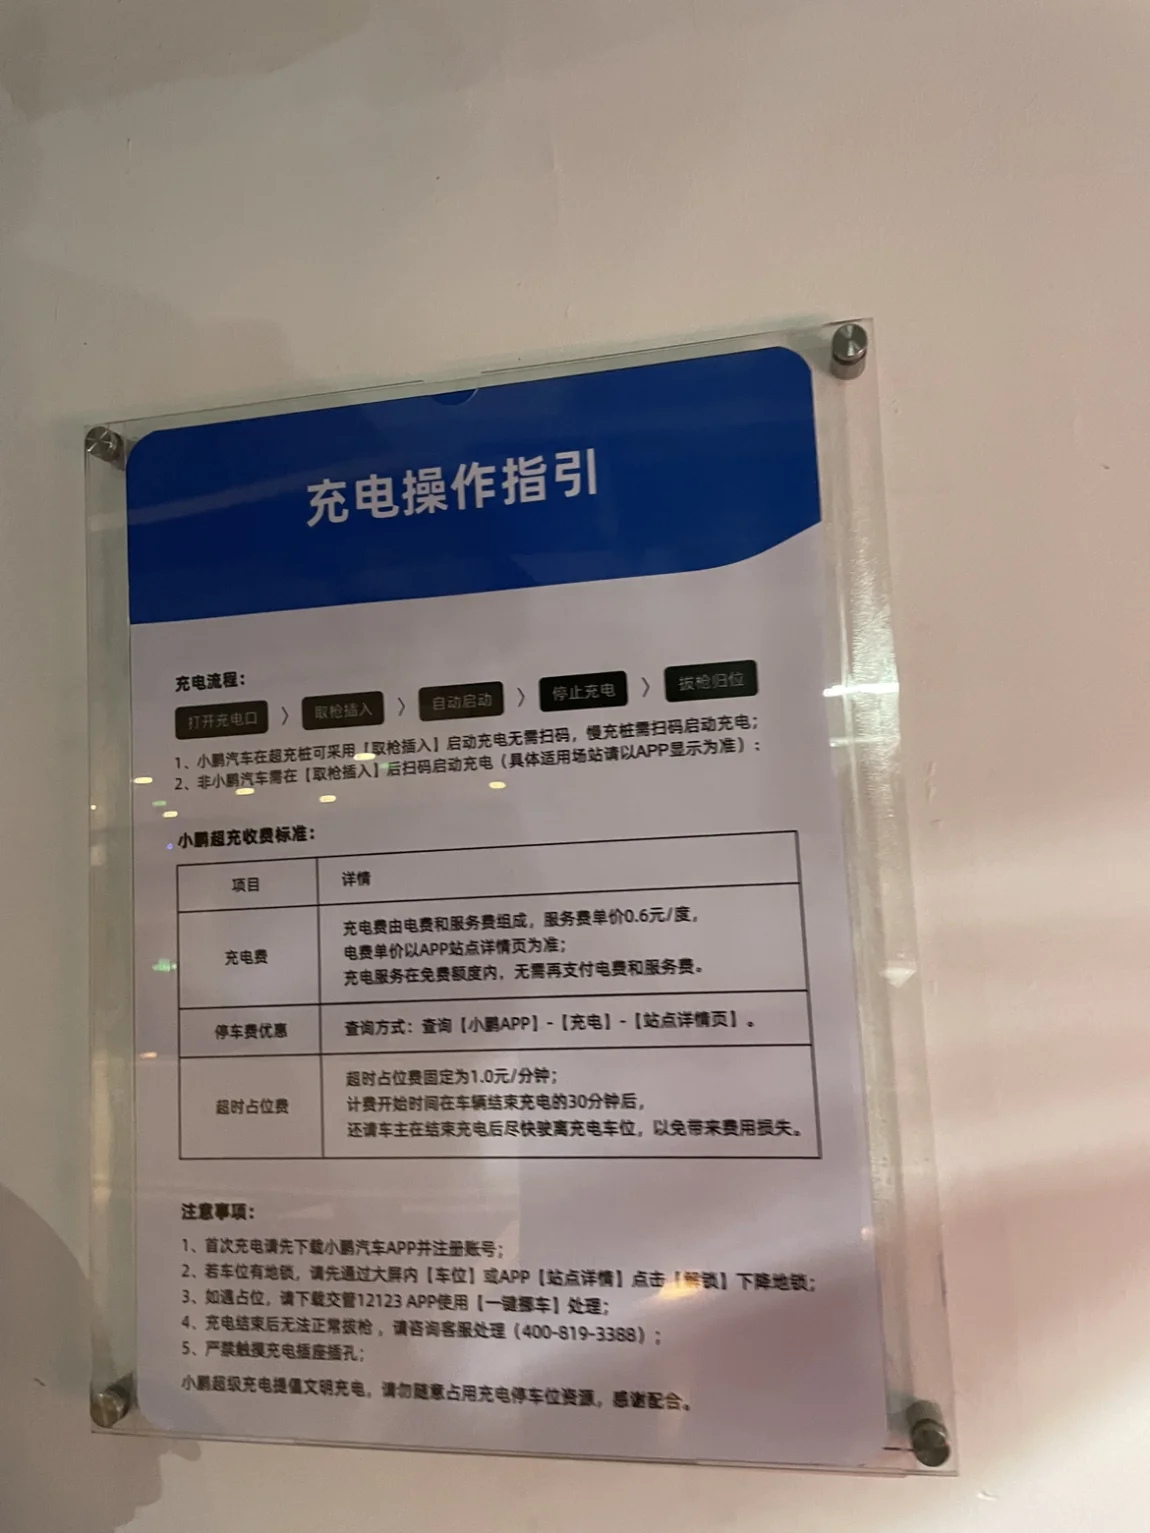 充电操作指引
充电流程：
打开充电口 〉 取枪插入 〉 自动启动 〉 停止充电 〉 拔枪归位
1、小鹏汽车在超充桩可采用【取枪插入】启动充电无需扫码，慢充桩需扫码启动充电；
2、非小鹏汽车需在【取枪插入】后扫码启动充电（具体适用场站请以APP显示为准）：
小鹏超充收费标准：
项目 详情
充电费
充电费由电费和服务费组成，服务费单价0.6元/度，
电费单价以APP站点详情页为准；
充电服务在免费额度内，无需再支付电费和服务费。
停车费优惠 查询方式：查询【小鹏APP】-【充电】-【站点详情页】。
超时占位费
超时占位费固定为1.0元/分钟；
计费开始时间在车辆结束充电的30分钟后，
还请车主在结束充电后尽快驶离充电车位，以免带来费用损失。
注意事项：
1、首次充电请先下载小鹏汽车APP并注册账号；
2、若车位有地锁，请先通过大屏内【车位】或APP【站点详情】点击【解锁】下降地锁；
3、如遇占位，请下载交管12123 APP使用【一键挪车】处理；
4、充电结束后无法正常拔枪，请咨询客服处理（400-819-3388）；
5、严禁触摸充电插座插孔；
小鹏超级充电提倡文明充电，请勿随意占用充电停车位资源，感谢配合。